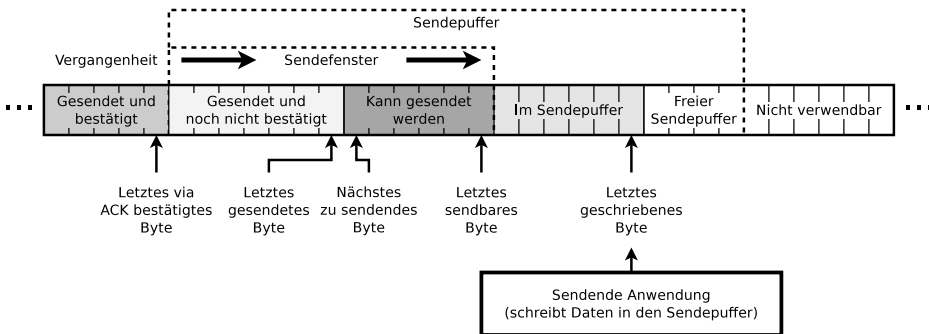 Sendepuffer
Vergangenheit
Sendefenster
Gesendet und
bestätigt
Gesendet und
noch nicht bestätigt
Kann gesendet
werden
Im Sendepuffer
Freier
Sendepuffer
Nicht verwendbar
Letztes via
ACK bestätigtes
Byte
Letztes
gesendetes
Byte
Nächstes
zu sendendes
Byte
Letztes
sendbares
Byte
Letztes
geschriebenes
Byte
Sendende Anwendung
(schreibt Daten in den Sendepuffer)